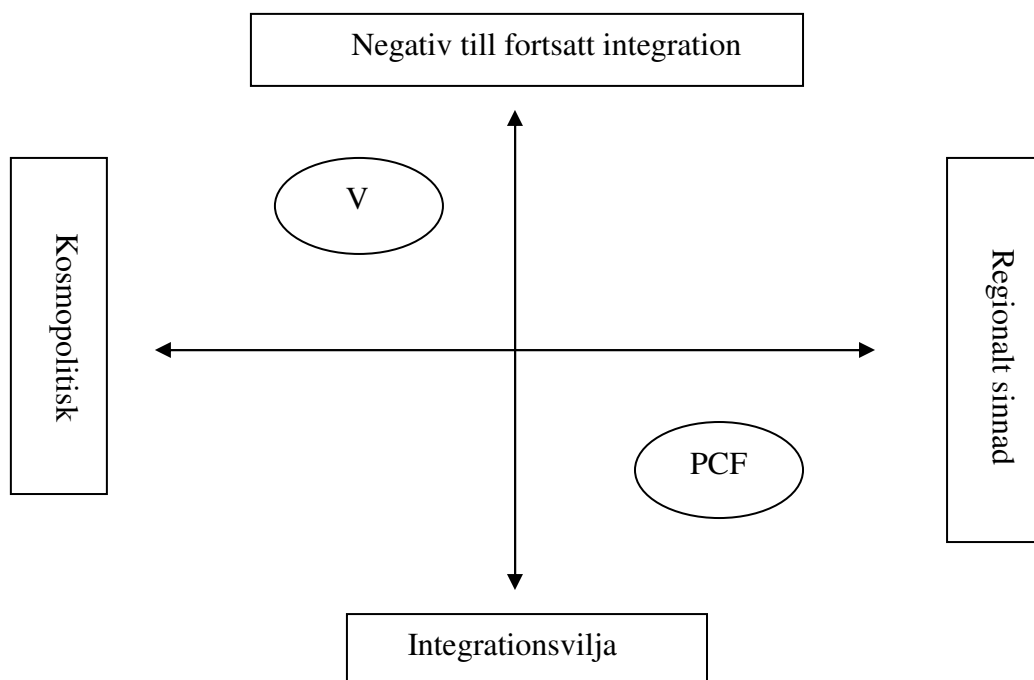 Negativ till fortsatt integration
V
Kosmopolitisk
Regionalt sinnad
PCF
Integrationsvilja